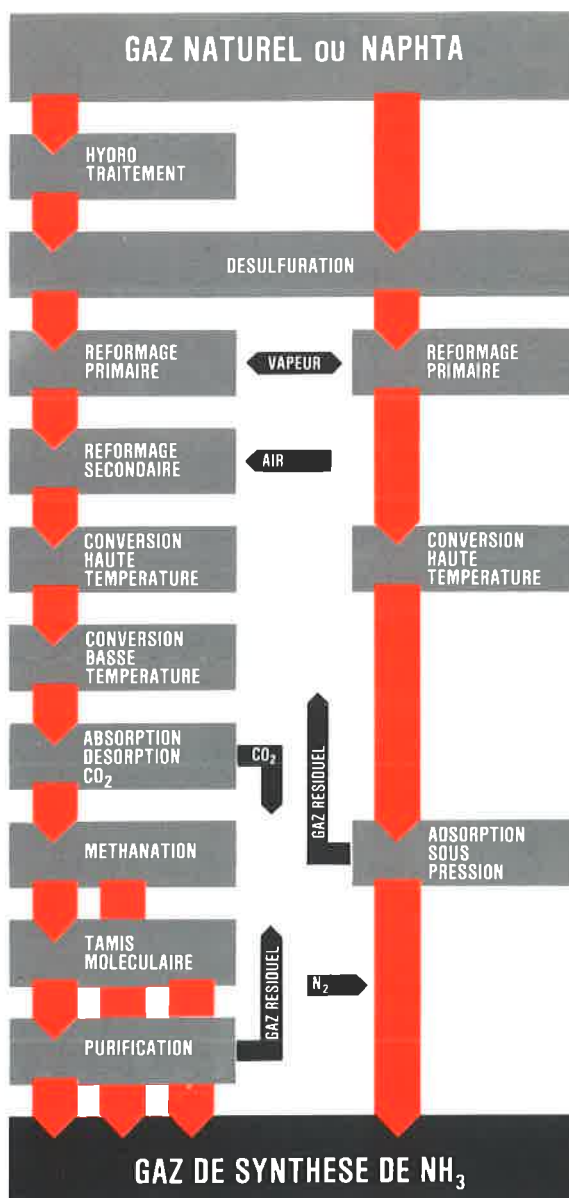 GAZ NATUREL OU NAPHTA
HYDRO
TRAITEMENT
DESULFURATION
REFORMAGE
PRIMAIRE
VAPEUR
REFORMAGE
PRIMAIRE
REFORMAGE
SECONDAIRE
AIR
CONVERSION
HAUTE
TEMPERATURE
CONVERSION
HAUTE
TEMPERATURE
CONVERSION
BASSE
TEMPERATURE
ABSORPTION
DESORPTION
CO₂
CO₂
GAZ RESIDUEL
METHANATION
ADSORPTION
SOUS
PRESSION
TAMIS
MOLECULAIRE
GAZ RESIDUEL
N₂
PURIFICATION
GAZ DE SYNTHESE DE NH₃